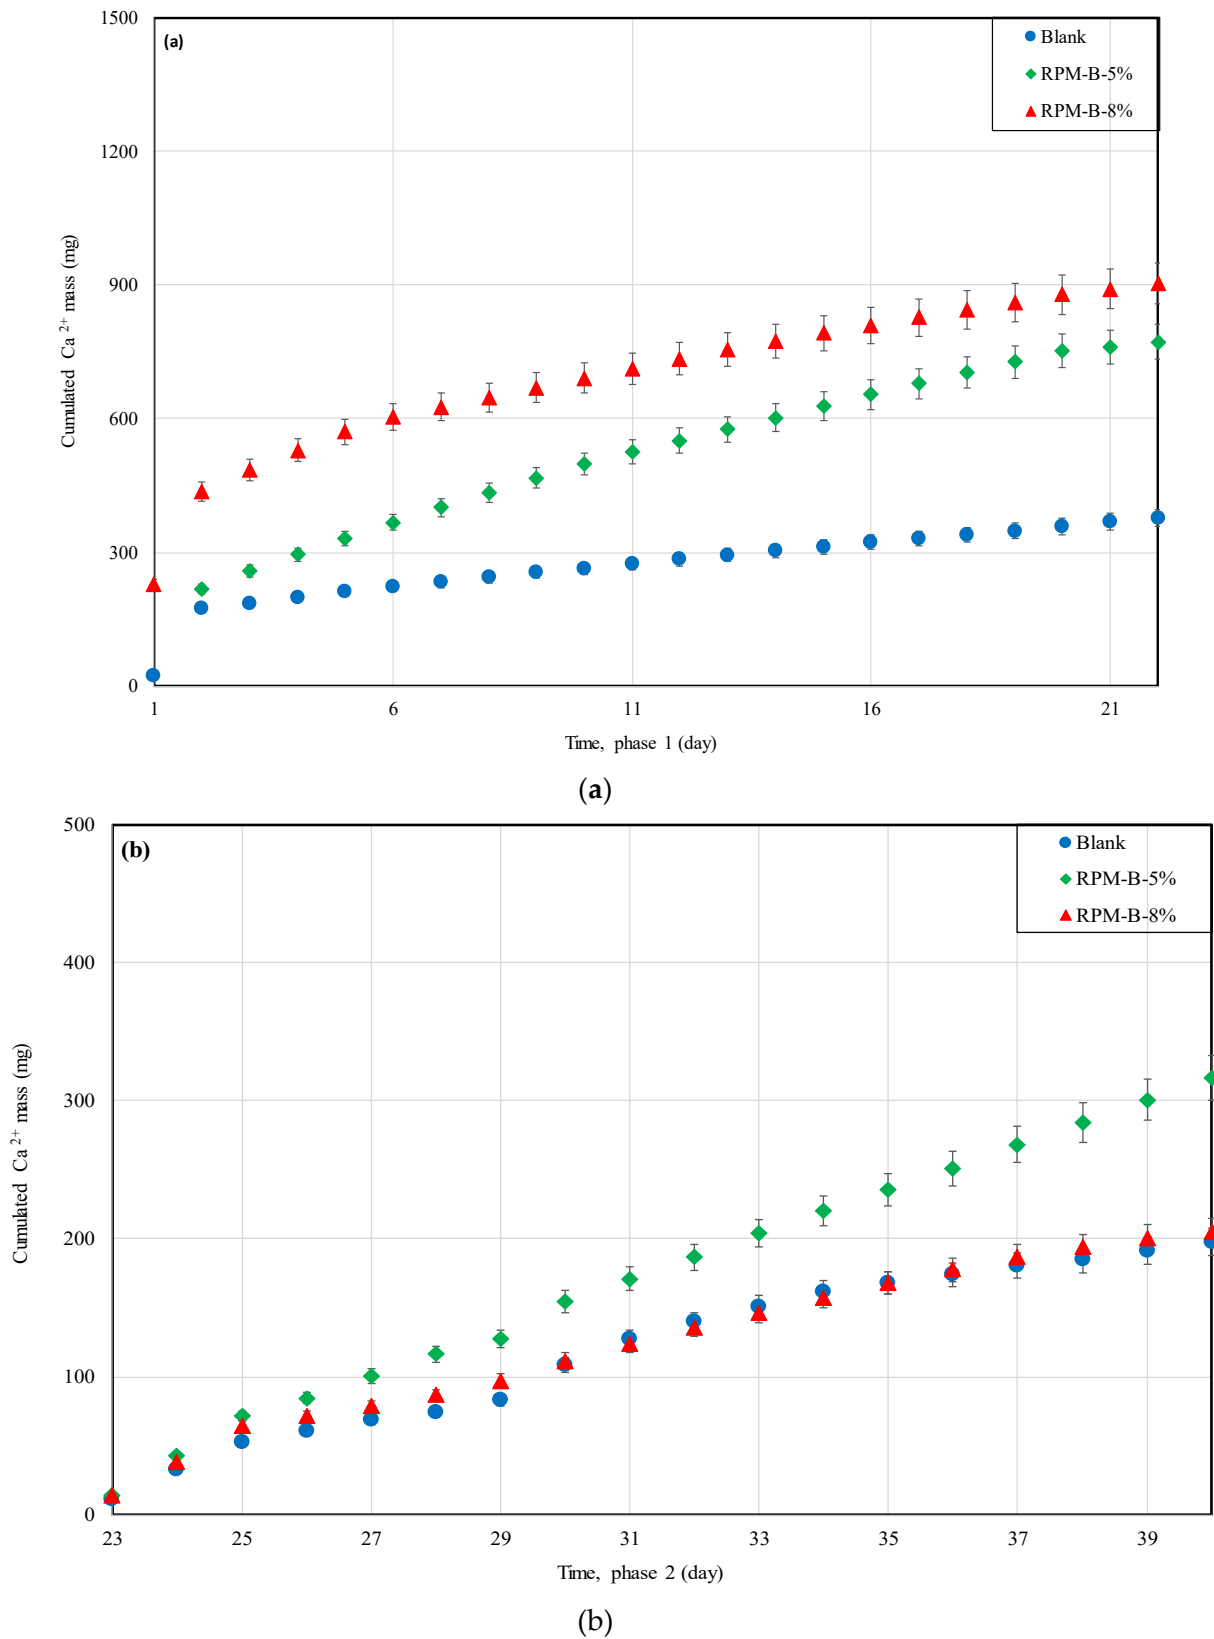 1500
(a)
Blank
RPM-B-5%
RPM-B-8%
1200
900
600
300
0
Cumulated Ca 2+ mass (mg)
1 6 11 16 21
Time, phase 1 (day)
(a)
500
(b)
Blank
RPM-B-5%
RPM-B-8%
400
300
200
100
0
Cumulated Ca 2+ mass (mg)
23 25 27 29 31 33 35 37 39
Time, phase 2 (day)
(b)